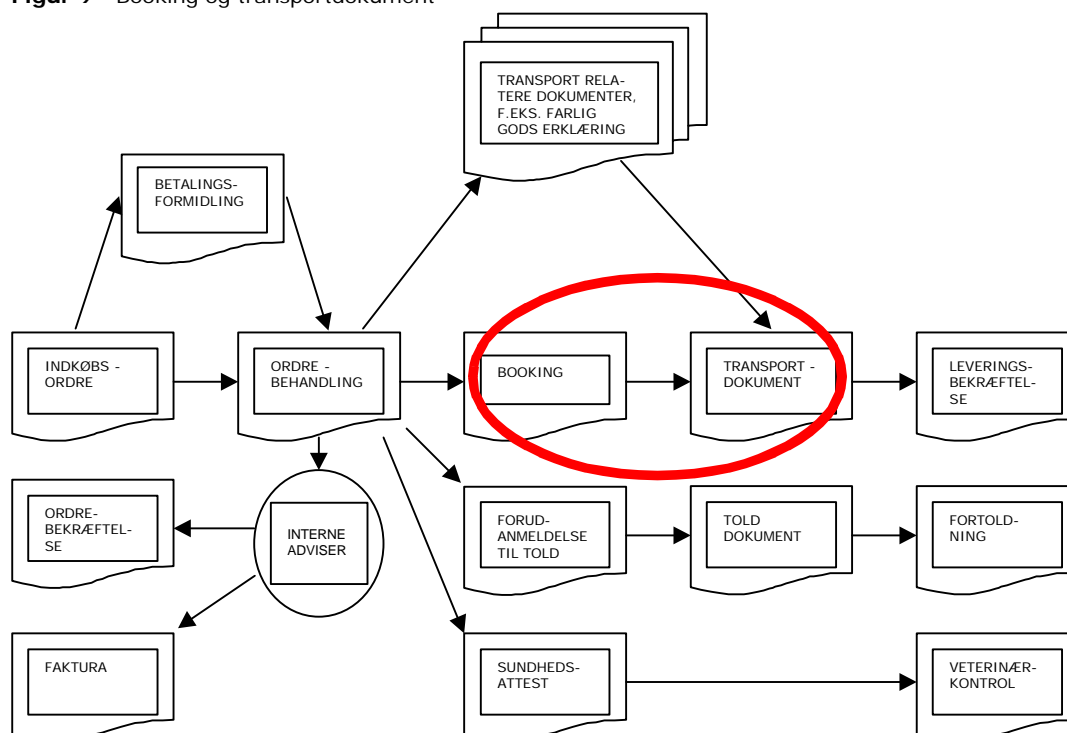 Figur 9 Booking og transportdokument
TRANSPORT RELA-
TERE DOKUMENTER,
F.EKS. FARLIG
GODS ERKLÆRING
BETALINGS-
FORMIDLING
INDKØBS -
ORDRE
ORDRE -
BEHANDLING
BOOKING
TRANSPORT -
DOKUMENT
LEVERINGS-
BEKRÆFTEL-
SE
ORDRE-
BEKRÆFTEL-
SE
INTERNE
ADVISER
FORUD-
ANMELDELSE
TIL TOLD
TOLD
DOKUMENT
FORTOLD-
NING
FAKTURA
SUNDHEDS-
ATTEST
VETERINÆR-
KONTROL